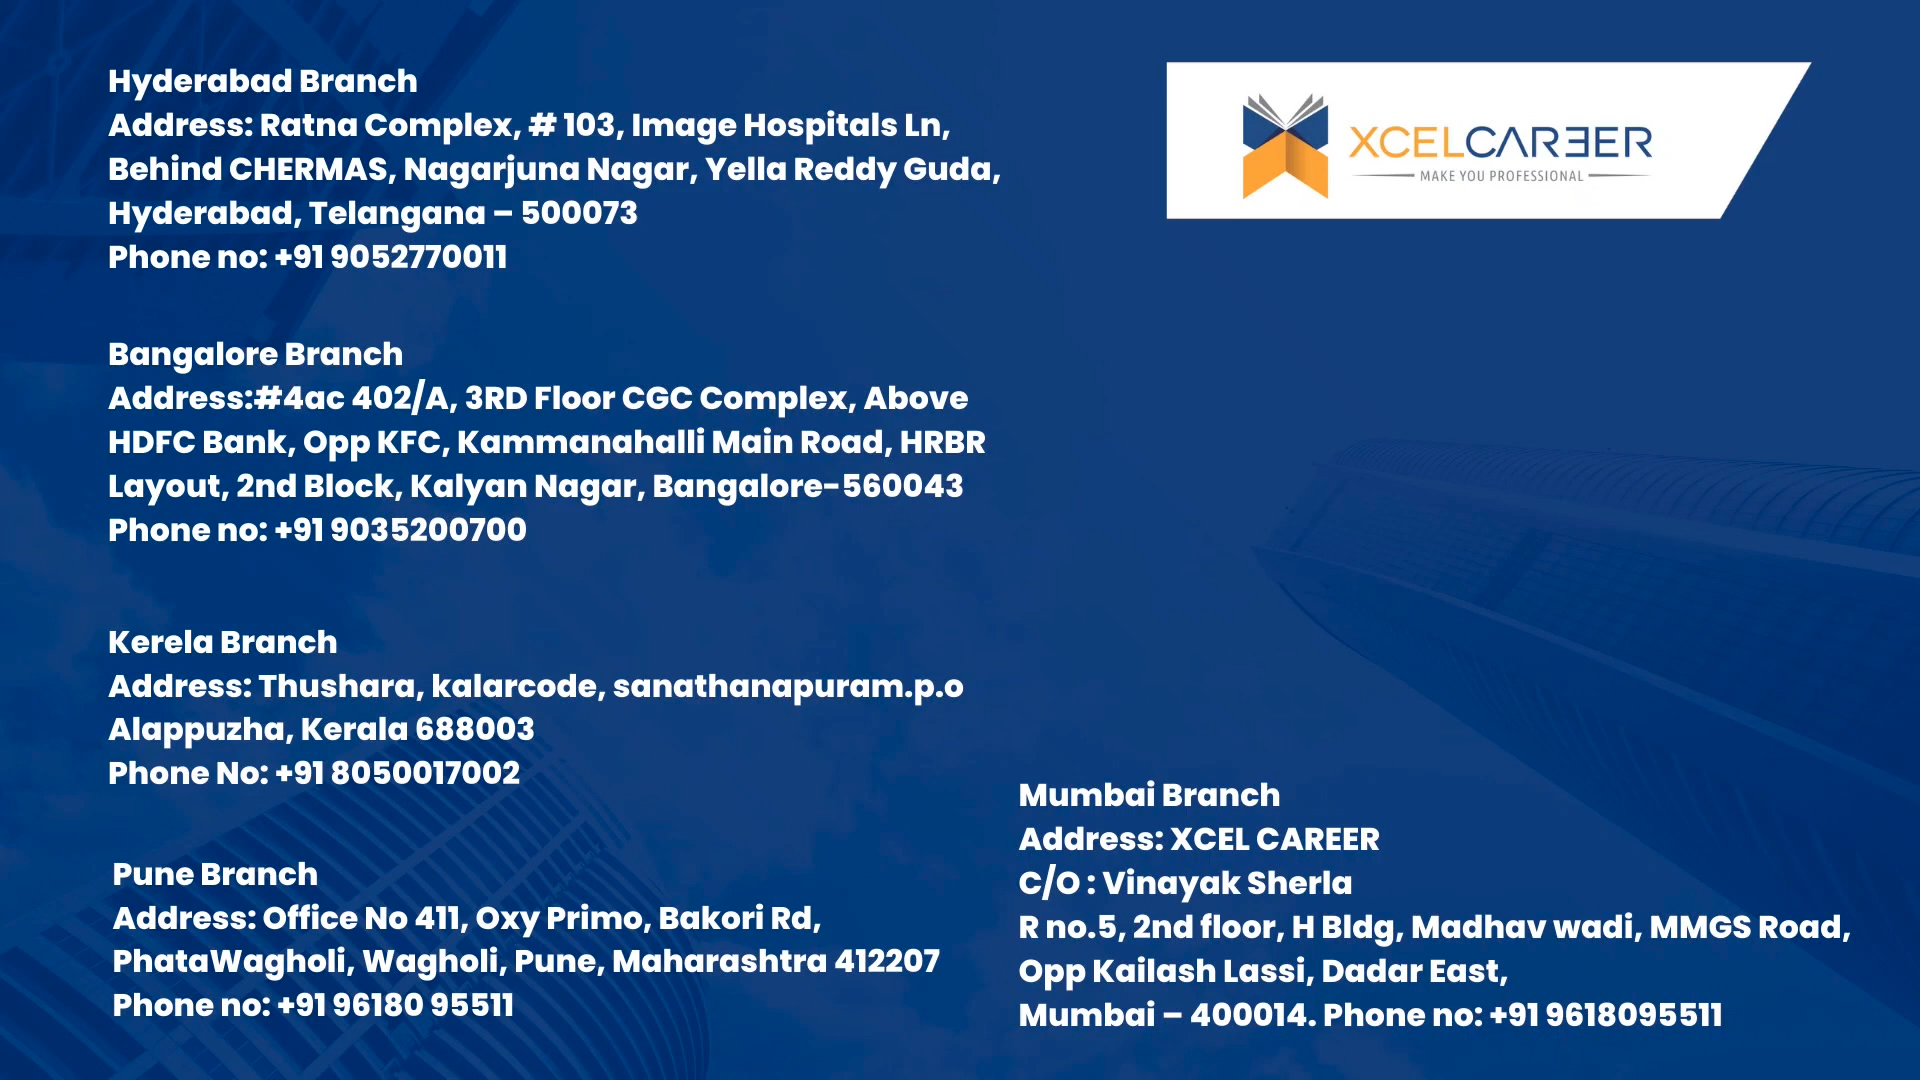 Hyderabad Branch
Address: Ratna Complex, # 103, Image Hospitals Ln,
Behind CHERMAS, Nagarjuna Nagar, Yella Reddy Guda,
Hyderabad, Telangana – 500073
Phone no: +91 9052770011
XCELCAREER
MAKE YOU PROFESSIONAL
Bangalore Branch
Address:#4ac 402/A, 3RD Floor CGC Complex, Above
HDFC Bank, Opp KFC, Kammanahalli Main Road, HRBR
Layout, 2nd Block, Kalyan Nagar, Bangalore-560043
Phone no: +91 9035200700
Kerela Branch
Address: Thushara, kalarcode, sanathanapuram.p.o
Alappuzha, Kerala 688003
Phone No: +91 8050017002
Pune Branch
Address: Office No 411, Oxy Primo, Bakori Rd,
PhataWagholi, Wagholi, Pune, Maharashtra 412207
Phone no: +91 96180 95511
Mumbai Branch
Address: XCEL CAREER
C/O : Vinayak Sherla
R no.5, 2nd floor, H Bldg, Madhav wadi, MMGS Road,
Opp Kailash Lassi, Dadar East,
Mumbai – 400014. Phone no: +91 9618095511